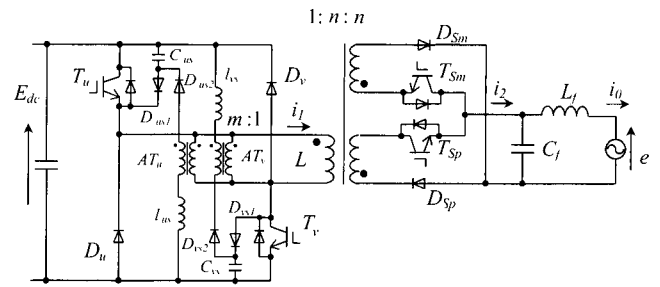 1: n : n
D_Sm
C_us
T_u
D_us2
l_vs
D_v
T_Sm
E_dc
D_us1
m : 1
i_1
i_2
L_f
i_0
AT_u
AT_v
L
T_Sp
C_f
e
l_us
D_vs1
T_v
D_Sp
D_u
D_vs2
C_vs